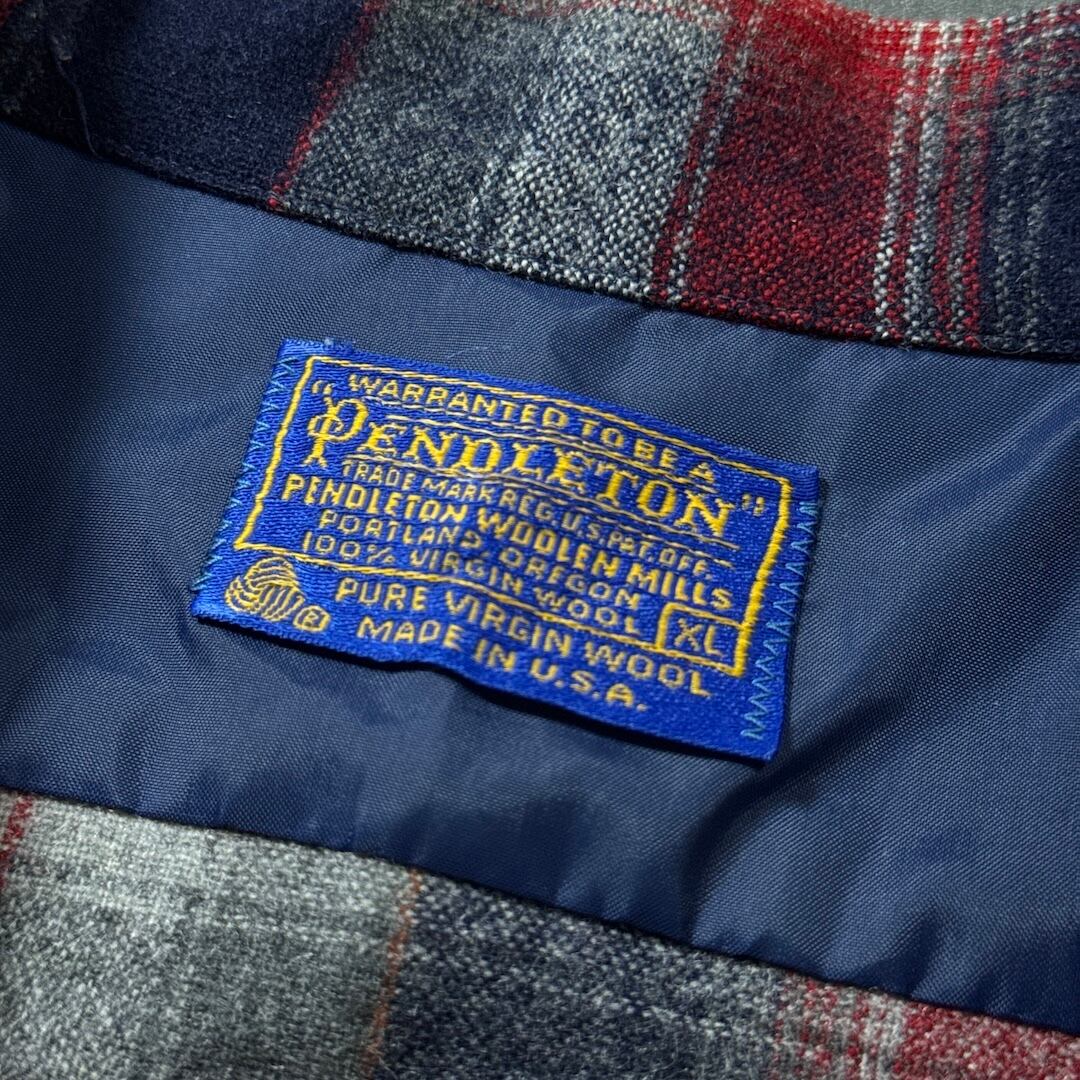 WARRANTED TO BE A
"PENDLETON"
TRADE MARK REG. U.S. PAT. OFF.
PENDLETON WOOLEN MILLS
PORTLAND, OREGON
100% VIRGIN WOOL XL
® PURE VIRGIN WOOL
MADE IN U.S.A.